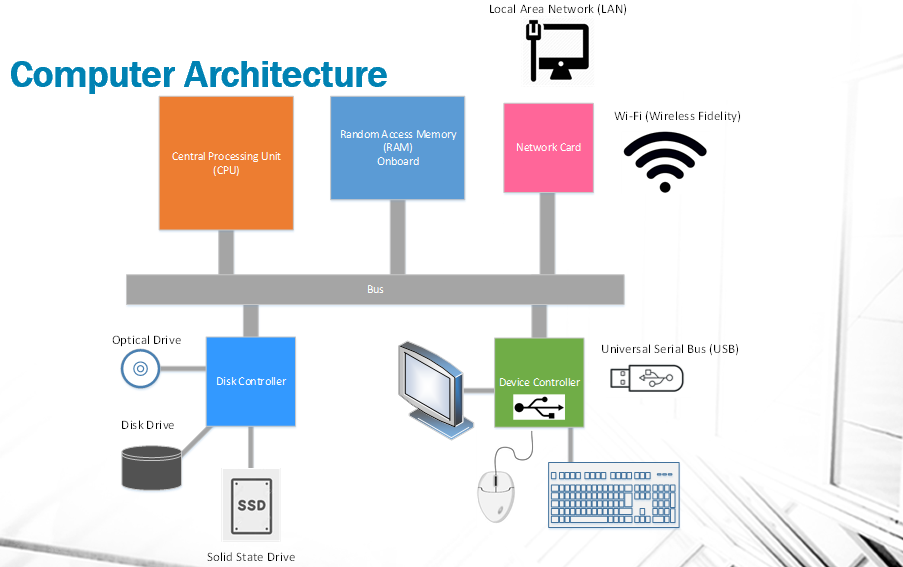 Local Area Network (LAN)
Computer Architecture
Wi-Fi (Wireless Fidelity)
Central Processing Unit
(CPU)
Random Access Memory
(RAM)
Onboard
Network Card
Bus
Optical Drive
Disk Controller
Device Controller
Universal Serial Bus (USB)
Disk Drive
SSD
Solid State Drive